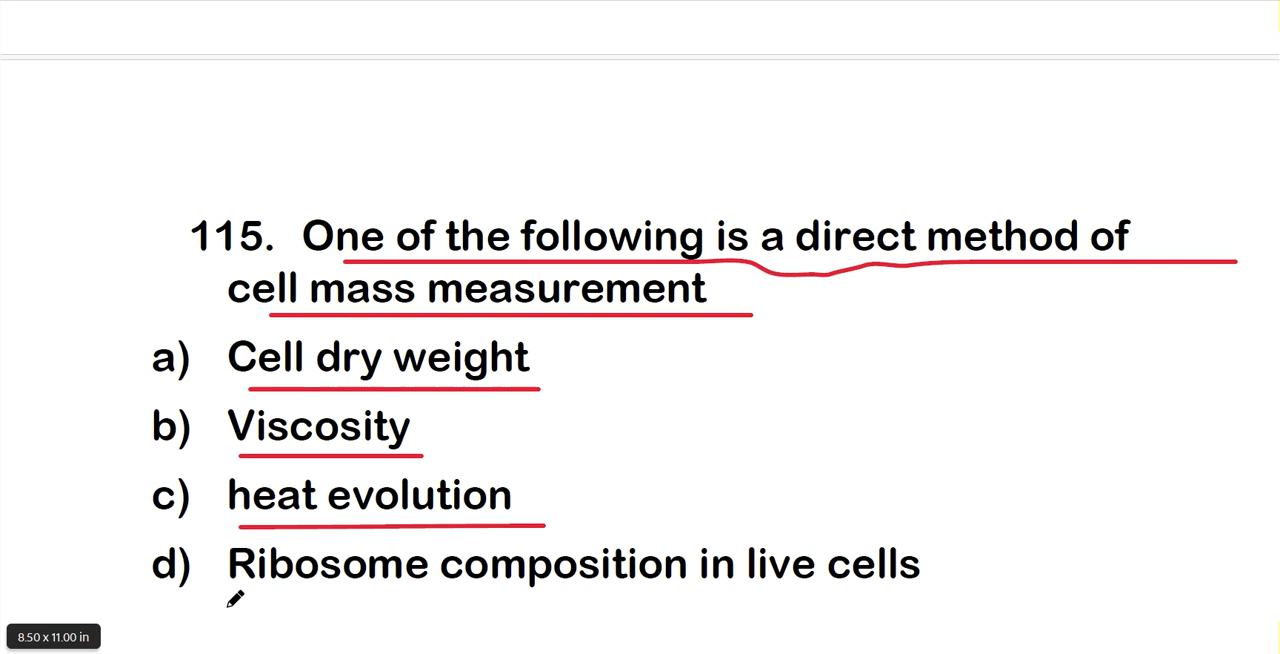 115. One of the following is a direct method of
cell mass measurement
a) Cell dry weight
b) Viscosity
c) heat evolution
d) Ribosome composition in live cells
8.50 x 11.00 in